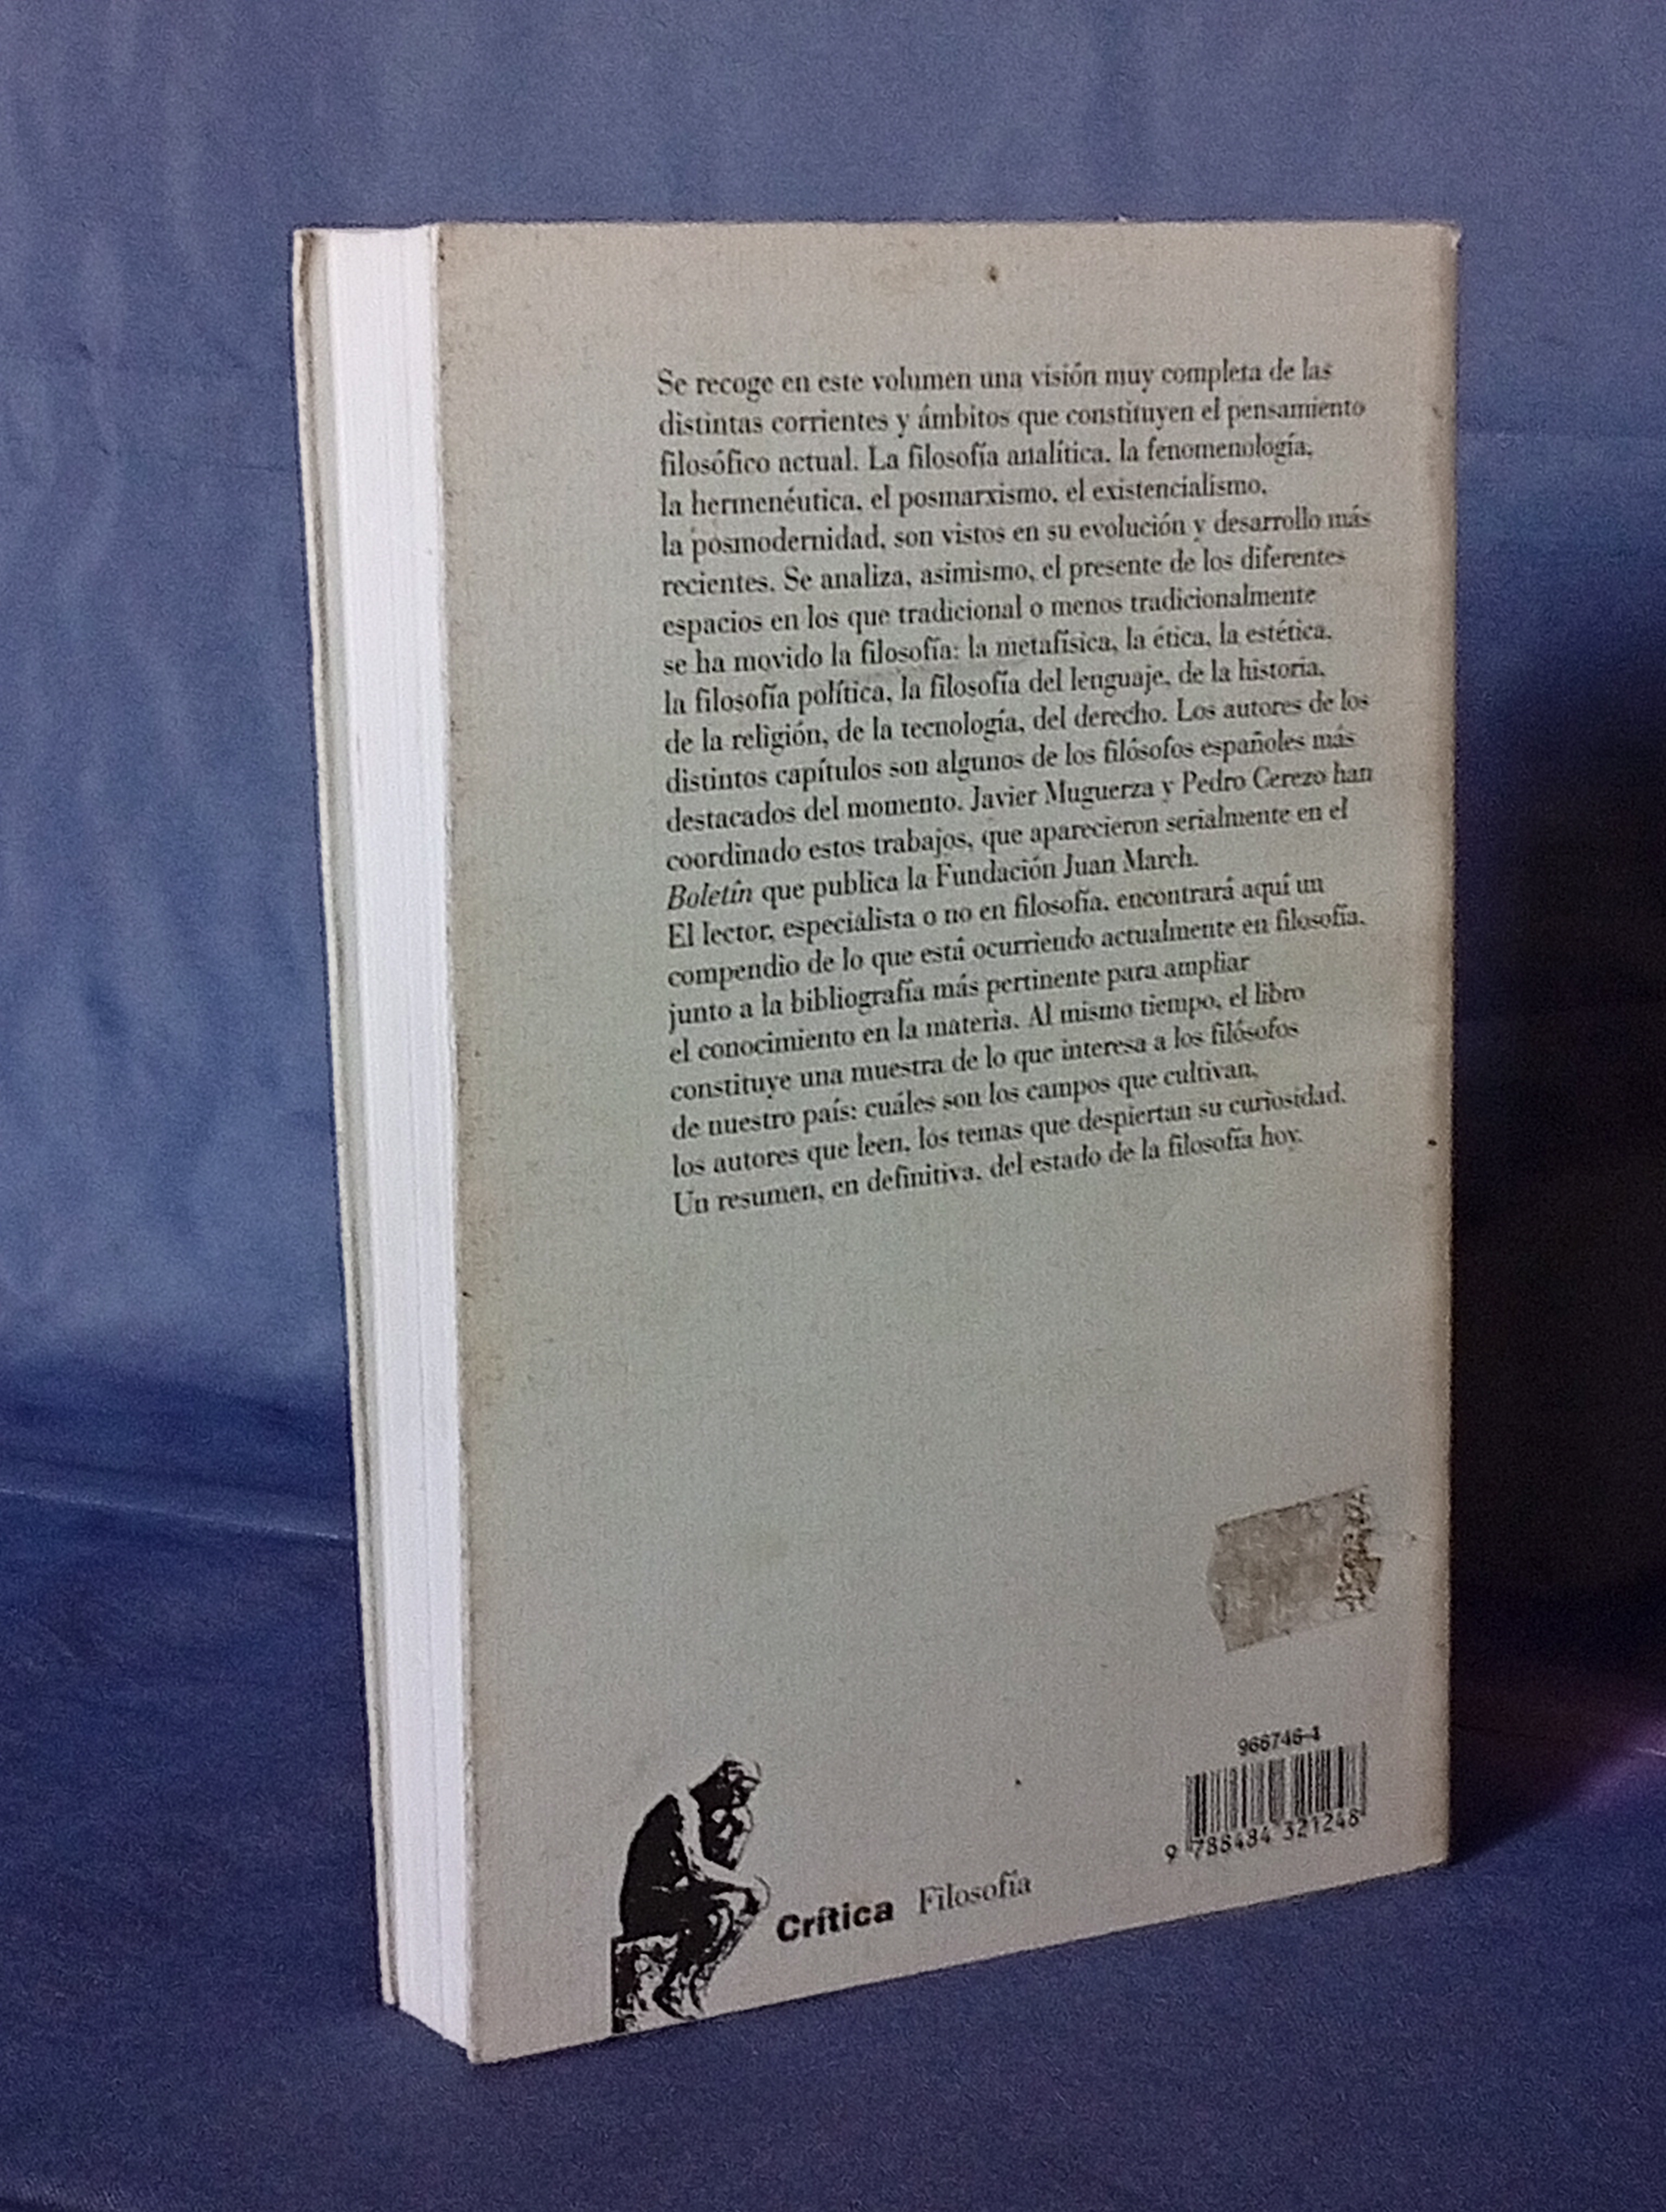 Se recoge en este volumen una visión muy completa de las
distintas corrientes y ámbitos que constituyen el pensamiento
filosófico actual. La filosofía analítica, la fenomenología,
la hermenéutica, el posmarxismo, el existencialismo,
la posmodernidad, son vistos en su evolución y desarrollo más
recientes. Se analiza, asimismo, el presente de los diferentes
espacios en los que tradicional o menos tradicionalmente
se ha movido la filosofía: la metafísica, la ética, la estética,
la filosofía política, la filosofía del lenguaje, de la historia,
de la religión, de la tecnología, del derecho. Los autores de los
distintos capítulos son algunos de los filósofos españoles más
destacados del momento. Javier Muguerza y Pedro Cerezo han
coordinado estos trabajos, que aparecieron serialmente en el
Boletín que publica la Fundación Juan March.
El lector, especialista o no en filosofía, encontrará aquí un
compendio de lo que está ocurriendo actualmente en filosofía,
junto a la bibliografía más pertinente para ampliar
el conocimiento en la materia. Al mismo tiempo, el libro
constituye una muestra de lo que interesa a los filósofos
de nuestro país: cuáles son los campos que cultivan,
los autores que leen, los temas que despiertan su curiosidad.
Un resumen, en definitiva, del estado de la filosofía hoy.
966746-4
9 788484 321248
Crítica Filosofía